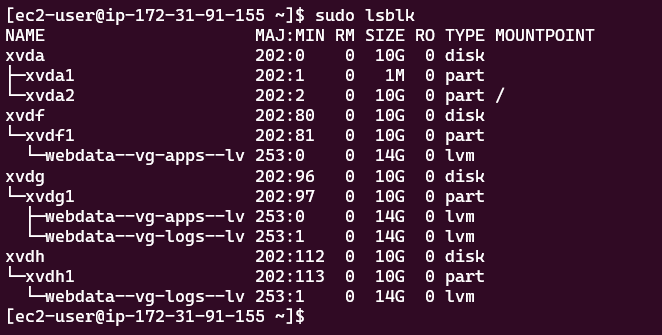 [ec2-user@ip-172-31-91-155 ~]$ sudo lsblk
NAME                      MAJ:MIN RM SIZE RO TYPE MOUNTPOINT
xvda                      202:0    0  10G  0 disk
├─xvda1                   202:1    0   1M  0 part
└─xvda2                   202:2    0  10G  0 part /
xvdf                      202:80   0  10G  0 disk
└─xvdf1                   202:81   0  10G  0 part
  └─webdata--vg-apps--lv 253:0    0  14G  0 lvm
xvdg                      202:96   0  10G  0 disk
└─xvdg1                   202:97   0  10G  0 part
  ├─webdata--vg-apps--lv 253:0    0  14G  0 lvm
  └─webdata--vg-logs--lv 253:1    0  14G  0 lvm
xvdh                      202:112  0  10G  0 disk
└─xvdh1                   202:113  0  10G  0 part
  └─webdata--vg-logs--lv 253:1    0  14G  0 lvm
[ec2-user@ip-172-31-91-155 ~]$